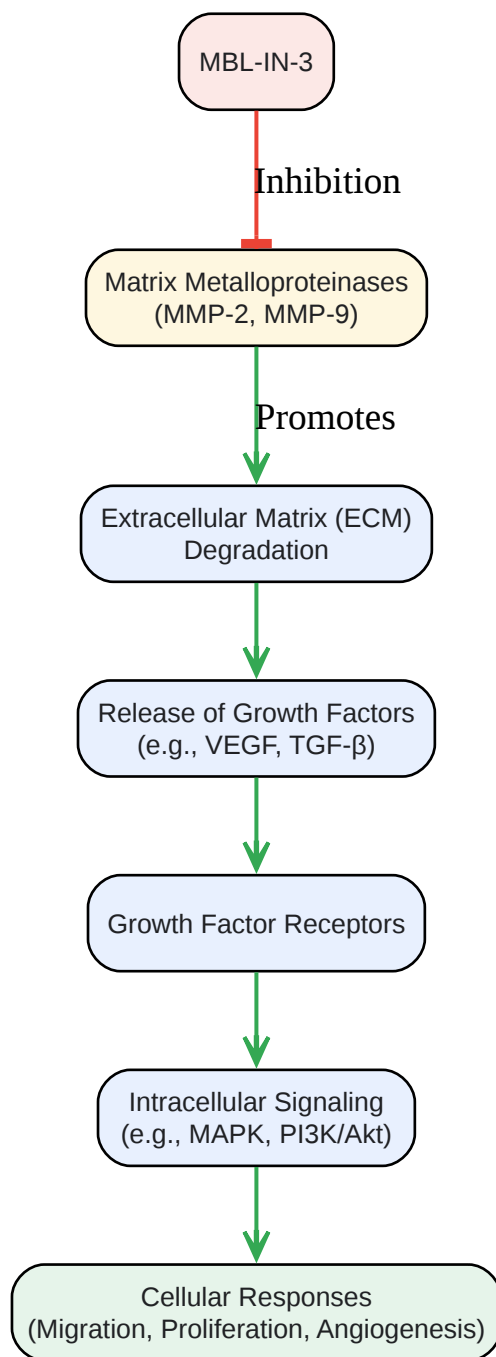 MBL-IN-3
Inhibition
Matrix Metalloproteinases
(MMP-2, MMP-9)
Promotes
Extracellular Matrix (ECM)
Degradation
Release of Growth Factors
(e.g., VEGF, TGF-β)
Growth Factor Receptors
Intracellular Signaling
(e.g., MAPK, PI3K/Akt)
Cellular Responses
(Migration, Proliferation, Angiogenesis)